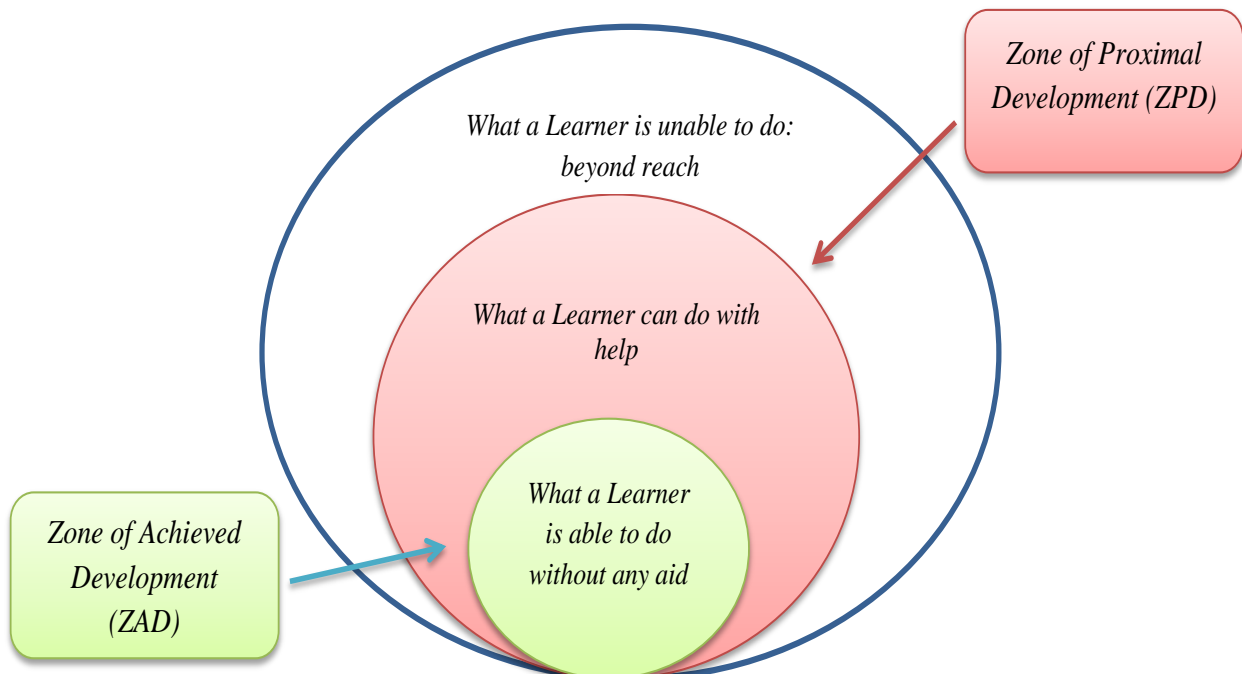 Zone of Proximal
Development (ZPD)
What a Learner is unable to do:
beyond reach
What a Learner can do with
help
What a Learner
is able to do
without any aid
Zone of Achieved
Development
(ZAD)